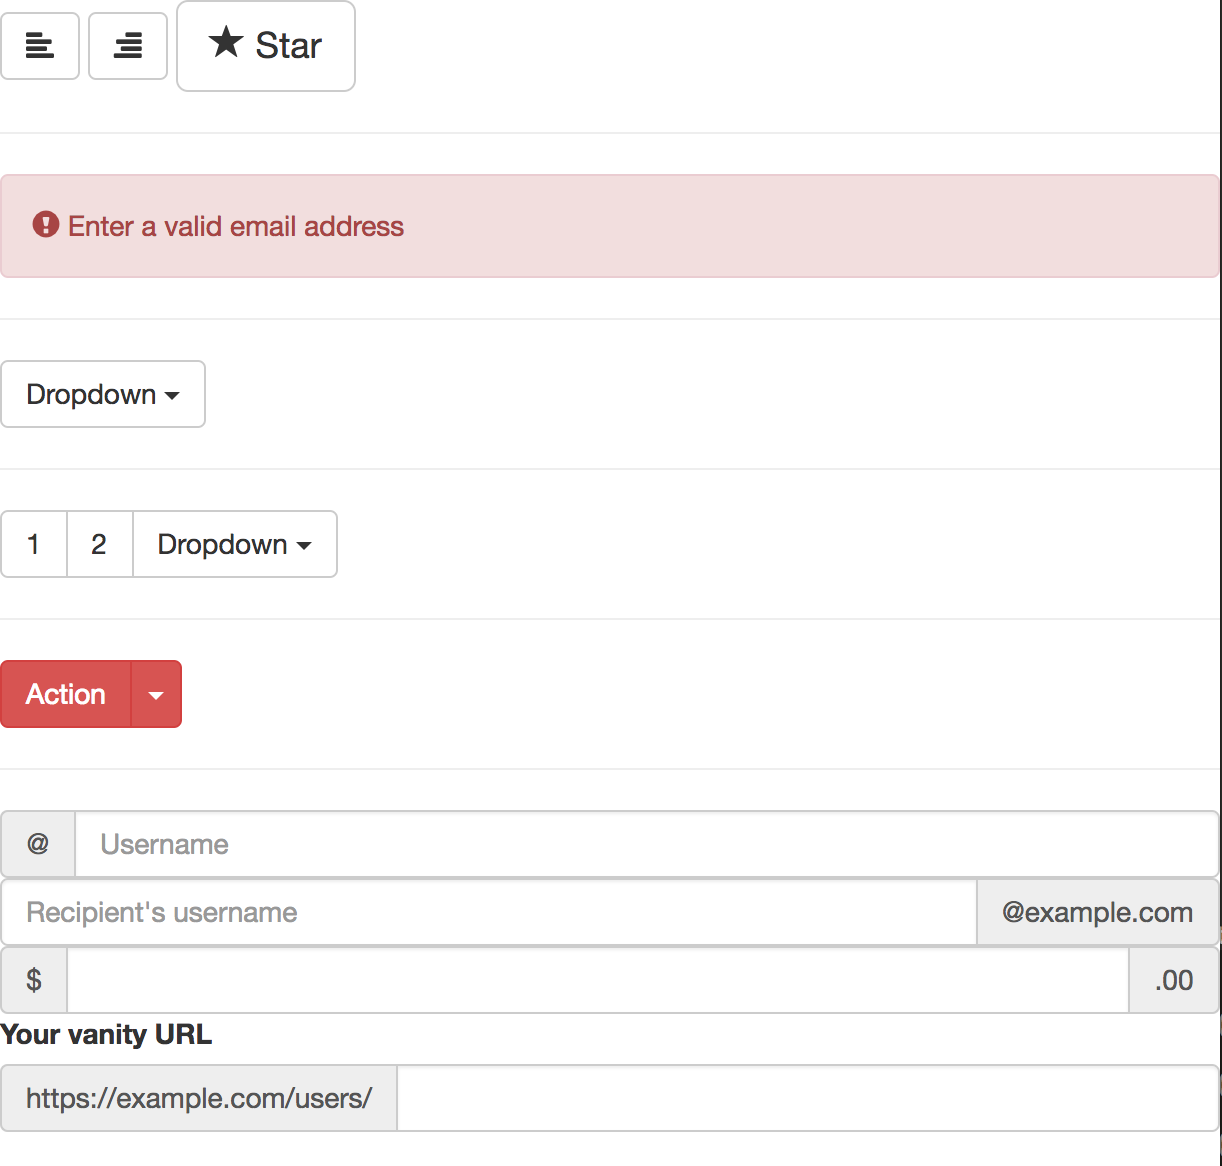 Star
Enter a valid email address
Dropdown
1 2 Dropdown
Action
@ Username
Recipient's username @example.com
$ .00
Your vanity URL
https://example.com/users/